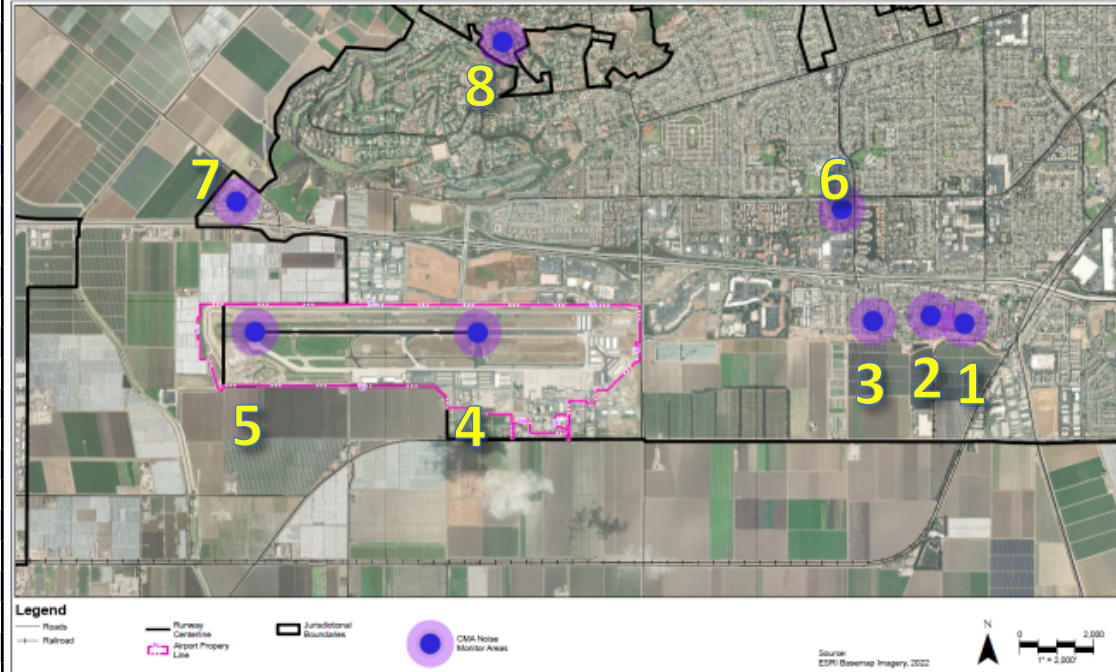 8
7
6
5
4
3
2
1
Legend
Roads
Railroad
Runway
Centerline
Airport Propery
Line
Jurisdictional
Boundaries
CMA Noise
Monitor Areas
Source:
ESRI Basemap Imagery, 2022
N
0
2,000
1" = 2,000'